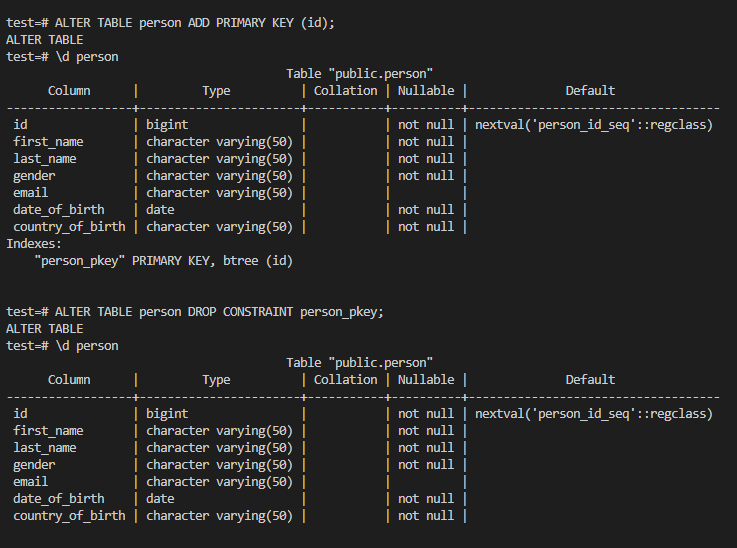 test=# ALTER TABLE person ADD PRIMARY KEY (id);
ALTER TABLE
test=# \d person
                                    Table "public.person"
      Column      |         Type          | Collation | Nullable |              Default
------------------+-----------------------+-----------+----------+------------------------------------
 id               | bigint                |           | not null | nextval('person_id_seq'::regclass)
 first_name       | character varying(50) |           | not null |
 last_name        | character varying(50) |           | not null |
 gender           | character varying(50) |           | not null |
 email            | character varying(50) |           |          |
 date_of_birth    | date                  |           | not null |
 country_of_birth | character varying(50) |           | not null |
Indexes:
    "person_pkey" PRIMARY KEY, btree (id)
test=# ALTER TABLE person DROP CONSTRAINT person_pkey;
ALTER TABLE
test=# \d person
                                    Table "public.person"
      Column      |         Type          | Collation | Nullable |              Default
------------------+-----------------------+-----------+----------+------------------------------------
 id               | bigint                |           | not null | nextval('person_id_seq'::regclass)
 first_name       | character varying(50) |           | not null |
 last_name        | character varying(50) |           | not null |
 gender           | character varying(50) |           | not null |
 email            | character varying(50) |           |          |
 date_of_birth    | date                  |           | not null |
 country_of_birth | character varying(50) |           | not null |